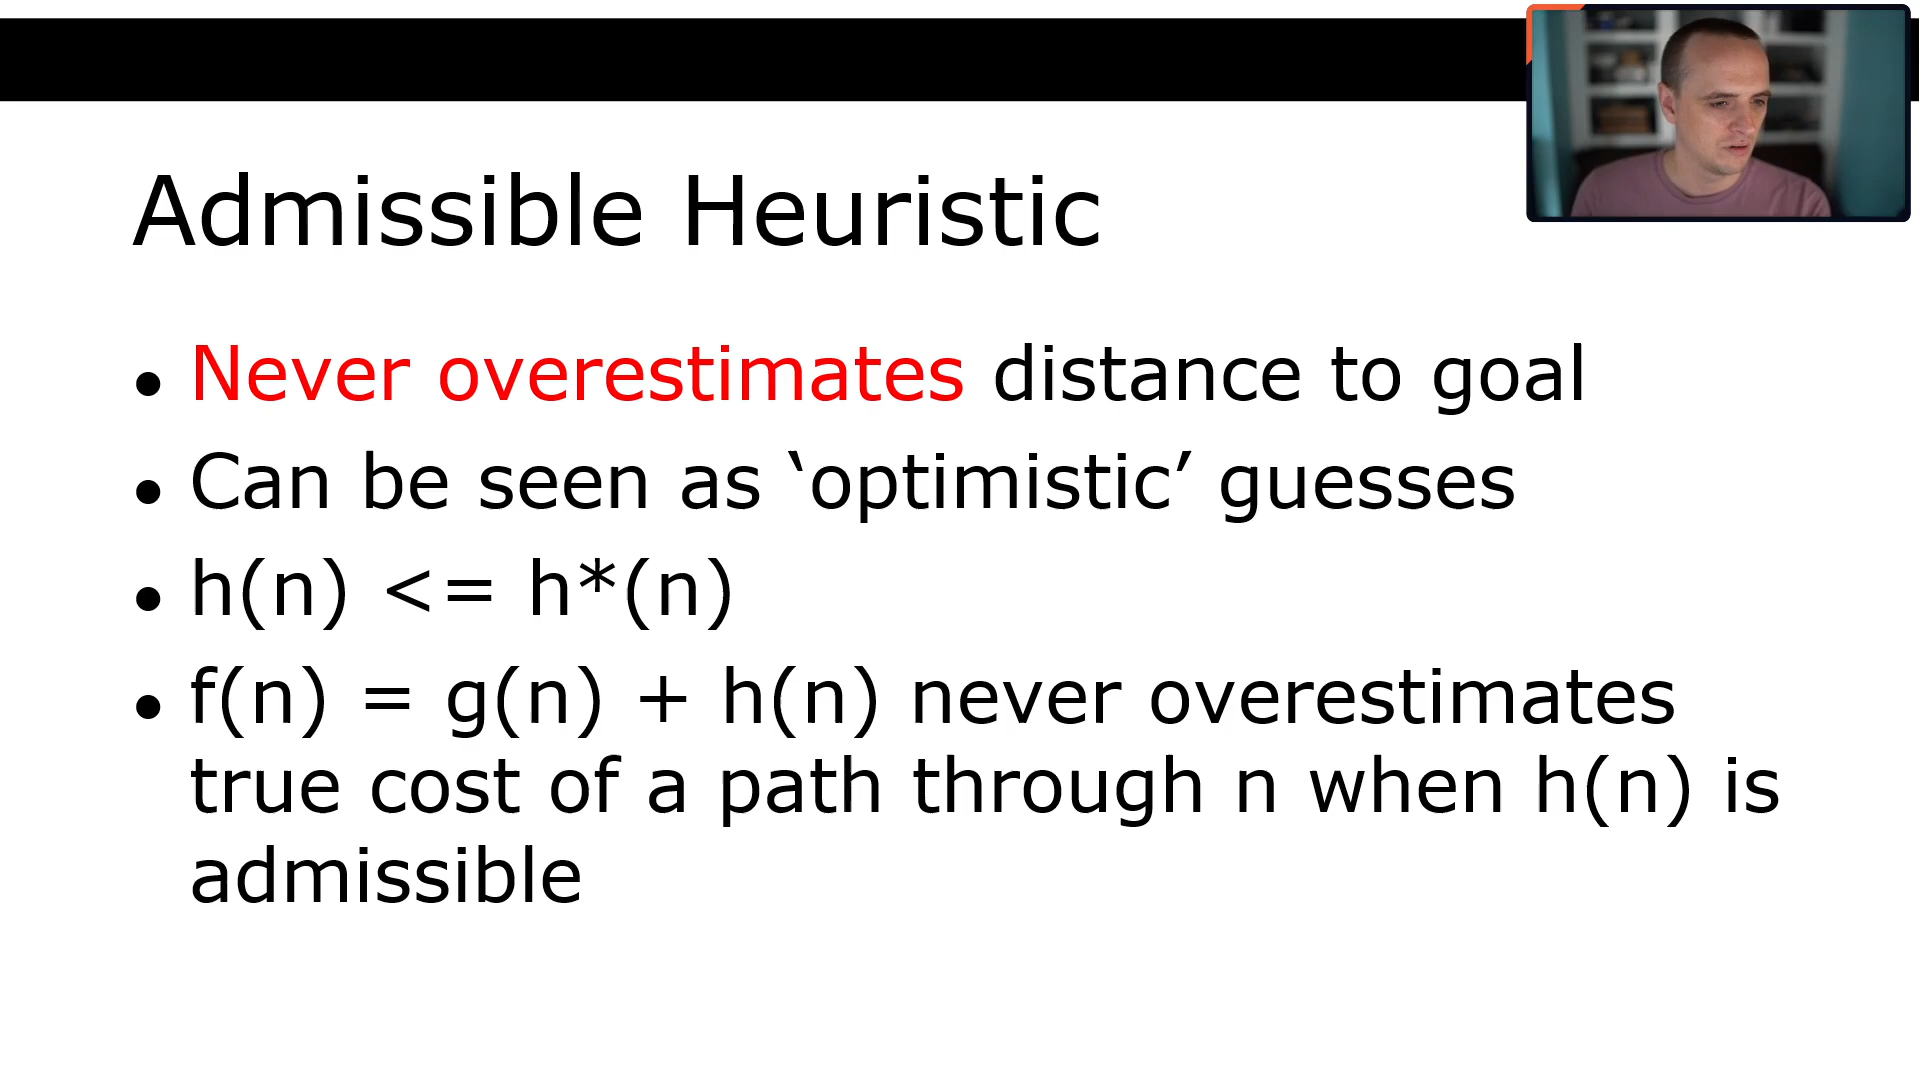 Admissible Heuristic
• Never overestimates distance to goal
• Can be seen as ‘optimistic’ guesses
• h(n) <= h*(n)
• f(n) = g(n) + h(n) never overestimates
true cost of a path through n when h(n) is
admissible